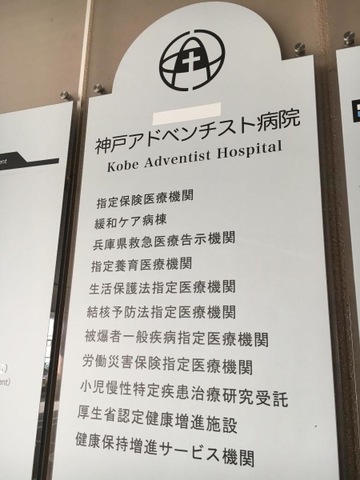 神戸アドベンチスト病院
Kobe Adventist Hospital
指定保険医療機関
緩和ケア病棟
兵庫県救急医療告示機関
指定養育医療機関
生活保護法指定医療機関
結核予防法指定医療機関
被爆者一般疾病指定医療機関
労働災害保険指定医療機関
小児慢性特定疾患治療研究受託
厚生省認定健康増進施設
健康保持増進サービス機関